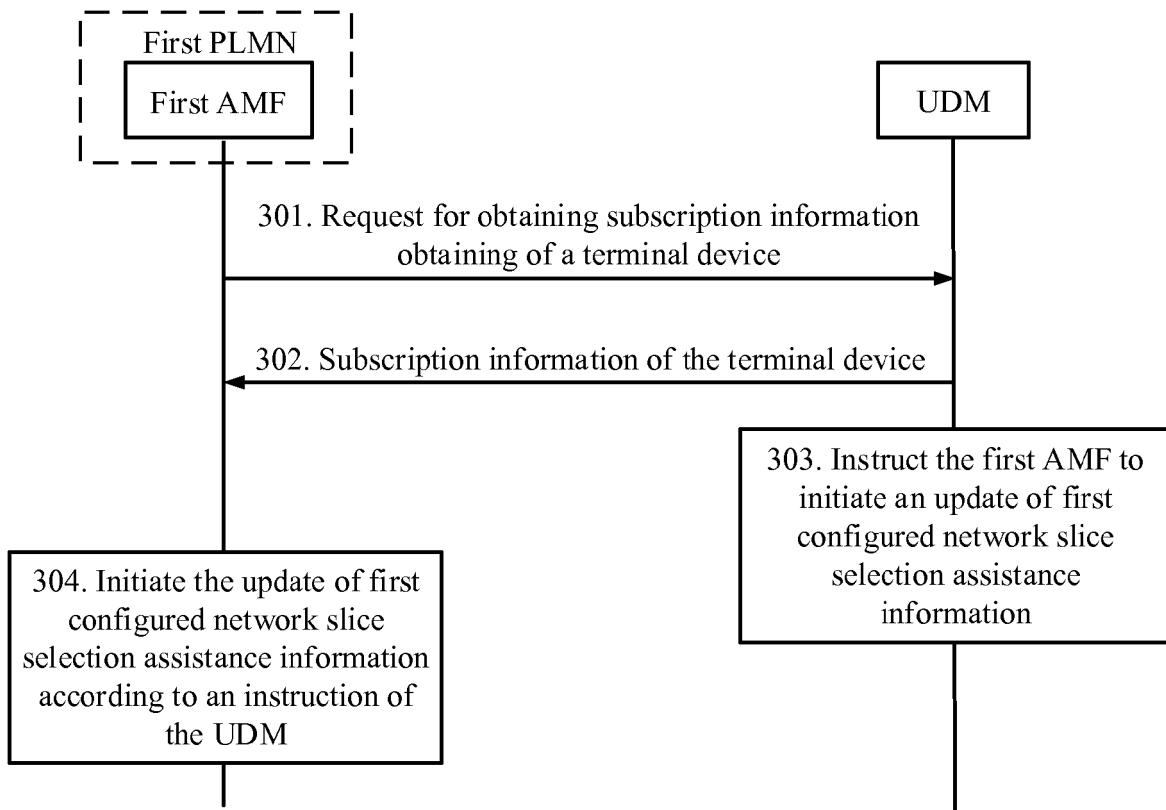 First PLMN
First AMF
UDM
301. Request for obtaining subscription information
obtaining of a terminal device
302. Subscription information of the terminal device
303. Instruct the first AMF to
initiate an update of first
configured network slice
selection assistance
information
304. Initiate the update of first
configured network slice
selection assistance information
according to an instruction of
the UDM